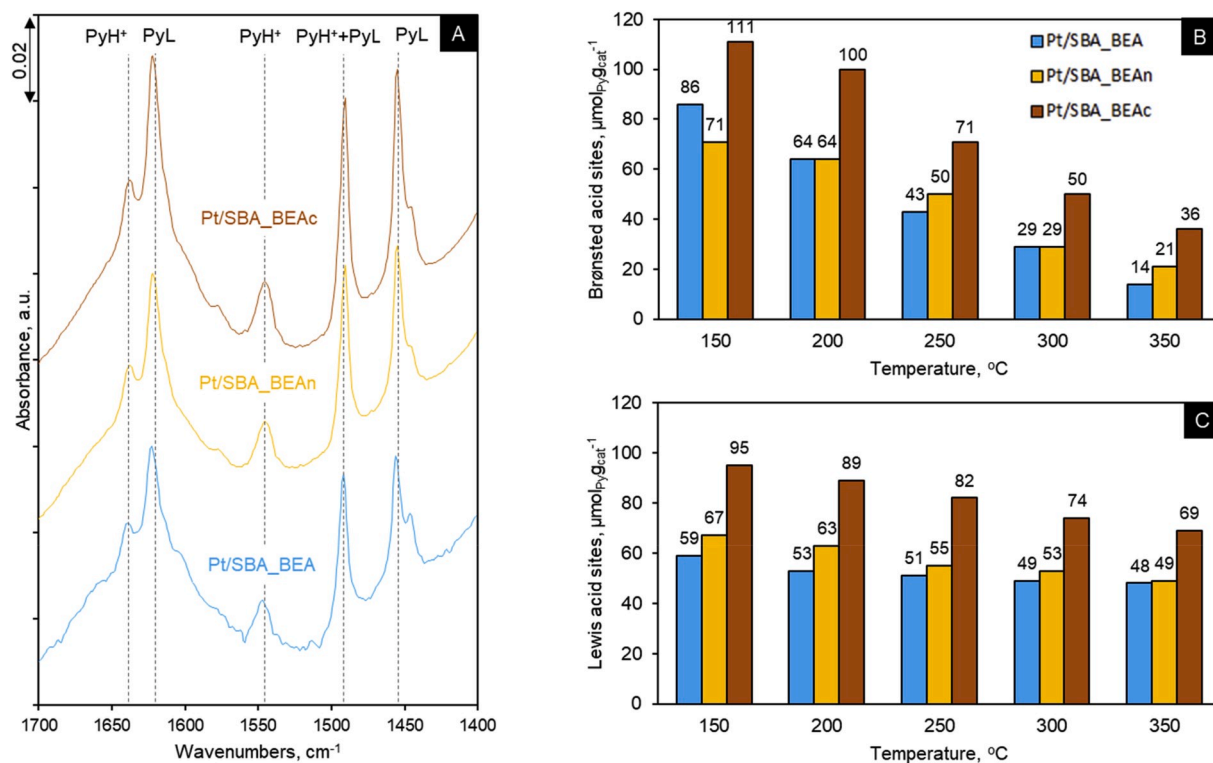 A
0.02
PyH⁺ PyL PyH⁺ PyH⁺+PyL PyL
Pt/SBA_BEAc
Pt/SBA_BEAn
Pt/SBA_BEA
Absorbance, a.u.
1700 1650 1600 1550 1500 1450 1400
Wavenumbers, cm⁻¹
B
Pt/SBA_BEA
Pt/SBA_BEAn
Pt/SBA_BEAc
Brønsted acid sites, µmolPygcat⁻¹
120
100
80
60
40
20
0
86 71 111
64 64 100
43 50 71
29 29 50
14 21 36
150 200 250 300 350
Temperature, °C
C
Lewis acid sites, µmolPygcat⁻¹
120
100
80
60
40
20
0
59 67 95
53 63 89
51 55 82
49 53 74
48 49 69
150 200 250 300 350
Temperature, °C